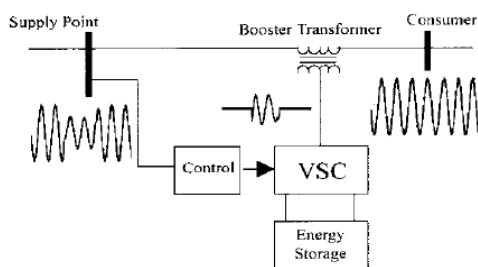 Supply Point
Booster Transformer
Consumer
Control
VSC
Energy
Storage